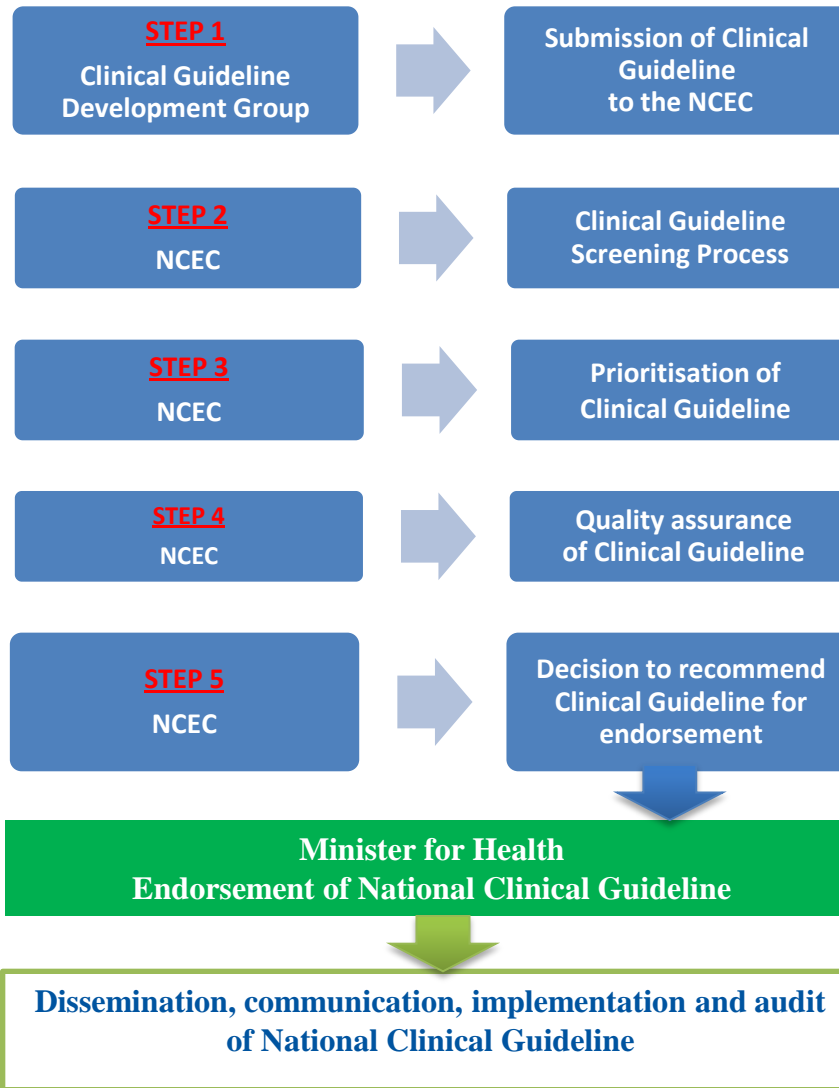 STEP 1
Clinical Guideline
Development Group
Submission of Clinical
Guideline
to the NCEC
STEP 2
NCEC
Clinical Guideline
Screening Process
STEP 3
NCEC
Prioritisation of
Clinical Guideline
STEP 4
NCEC
Quality assurance
of Clinical Guideline
STEP 5
NCEC
Decision to recommend
Clinical Guideline for
endorsement
Minister for Health
Endorsement of National Clinical Guideline
Dissemination, communication, implementation and audit
of National Clinical Guideline